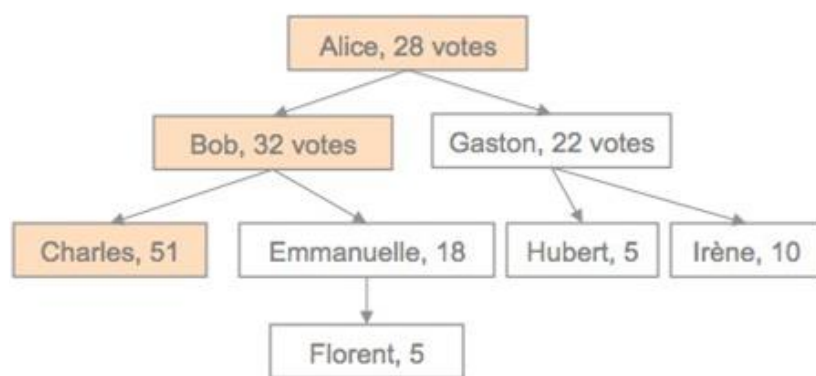 Alice, 28 votes
Bob, 32 votes
Gaston, 22 votes
Charles, 51
Emmanuelle, 18
Hubert, 5
Irène, 10
Florent, 5